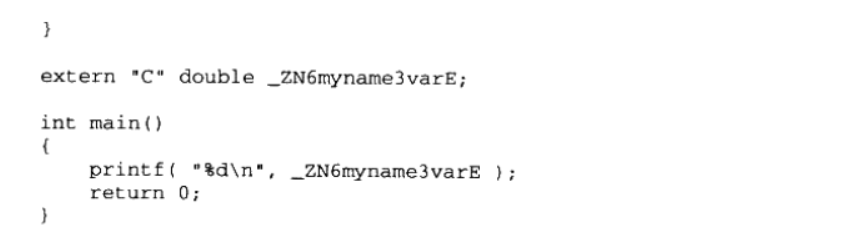 }
extern "C" double _ZN6myname3varE;
int main()
{
printf( "%d\n", _ZN6myname3varE );
return 0;
}